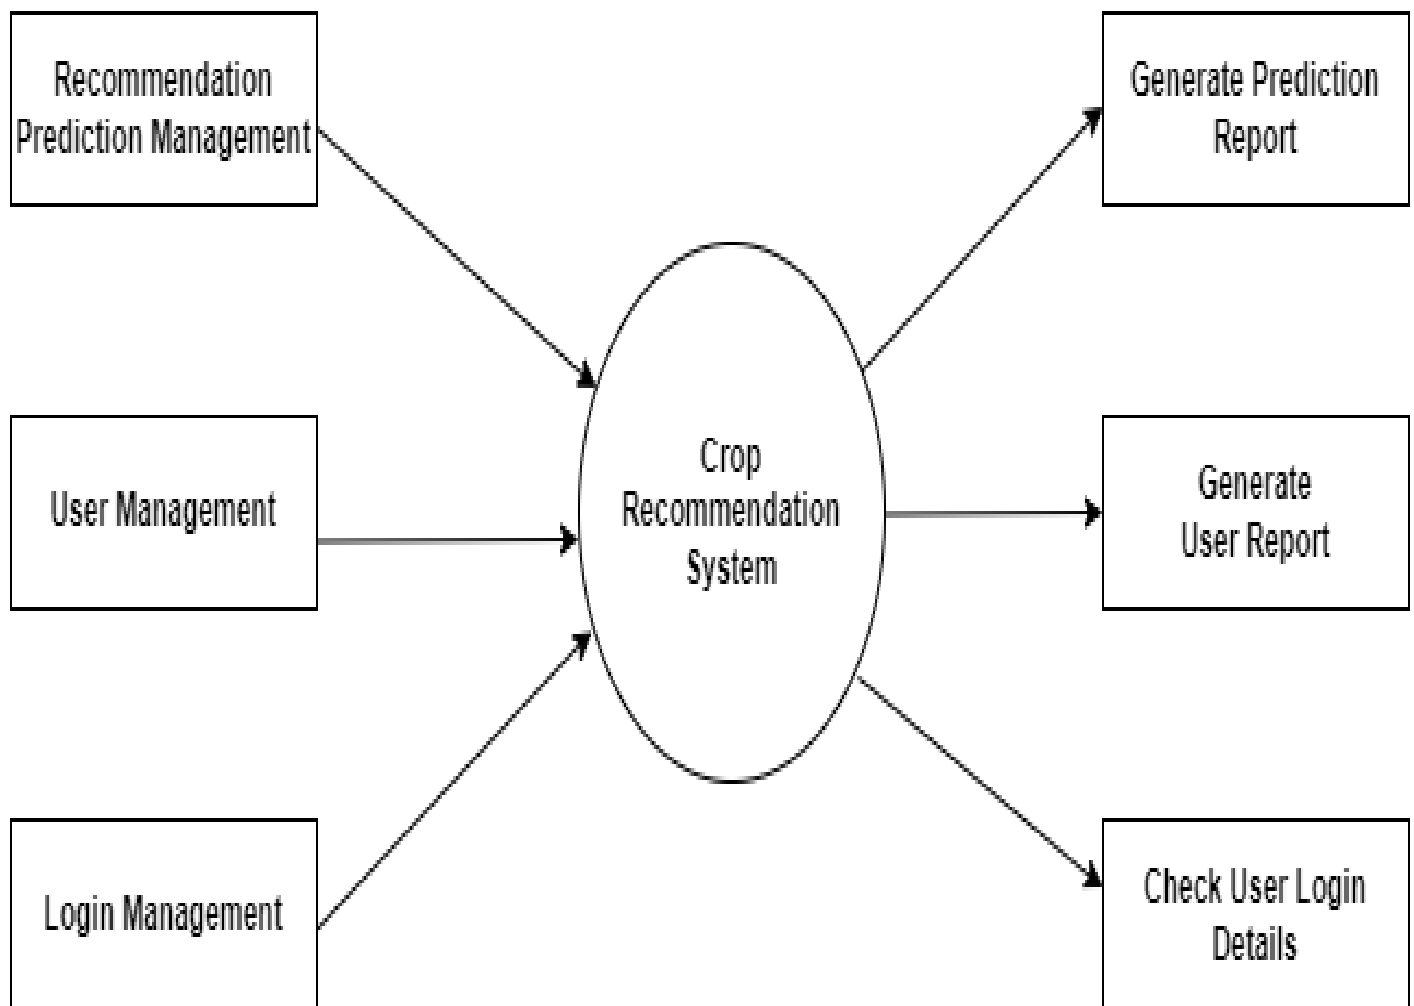 Recommendation
Prediction Management
Generate Prediction
Report
User Management
Crop
Recommendation
System
Generate
User Report
Login Management
Check User Login
Details